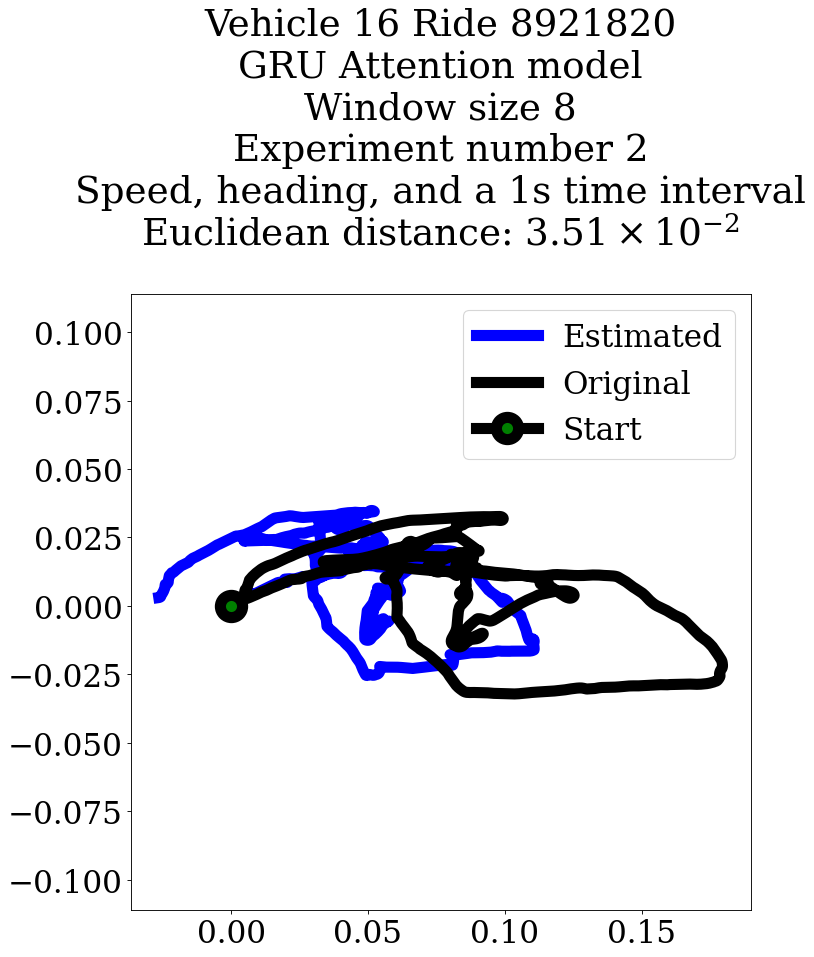 Vehicle 16 Ride 8921820
GRU Attention model
Window size 8
Experiment number 2
Speed, heading, and a 1s time interval
Euclidean distance: 3.51 × 10⁻²
Estimated
Original
Start
0.100
0.075
0.050
0.025
0.000
−0.025
−0.050
−0.075
−0.100
0.00 0.05 0.10 0.15